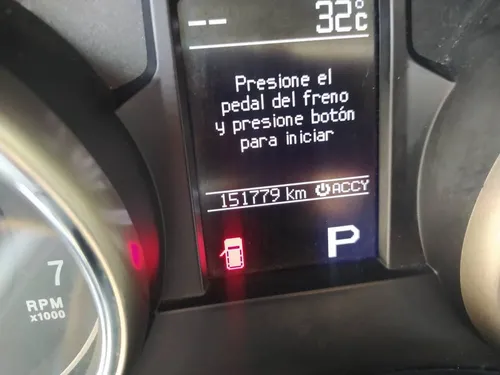 -- 32°C
Presione el
pedal del freno
y presione botón
para iniciar
151779 km ACCY
P
7
RPM
x1000